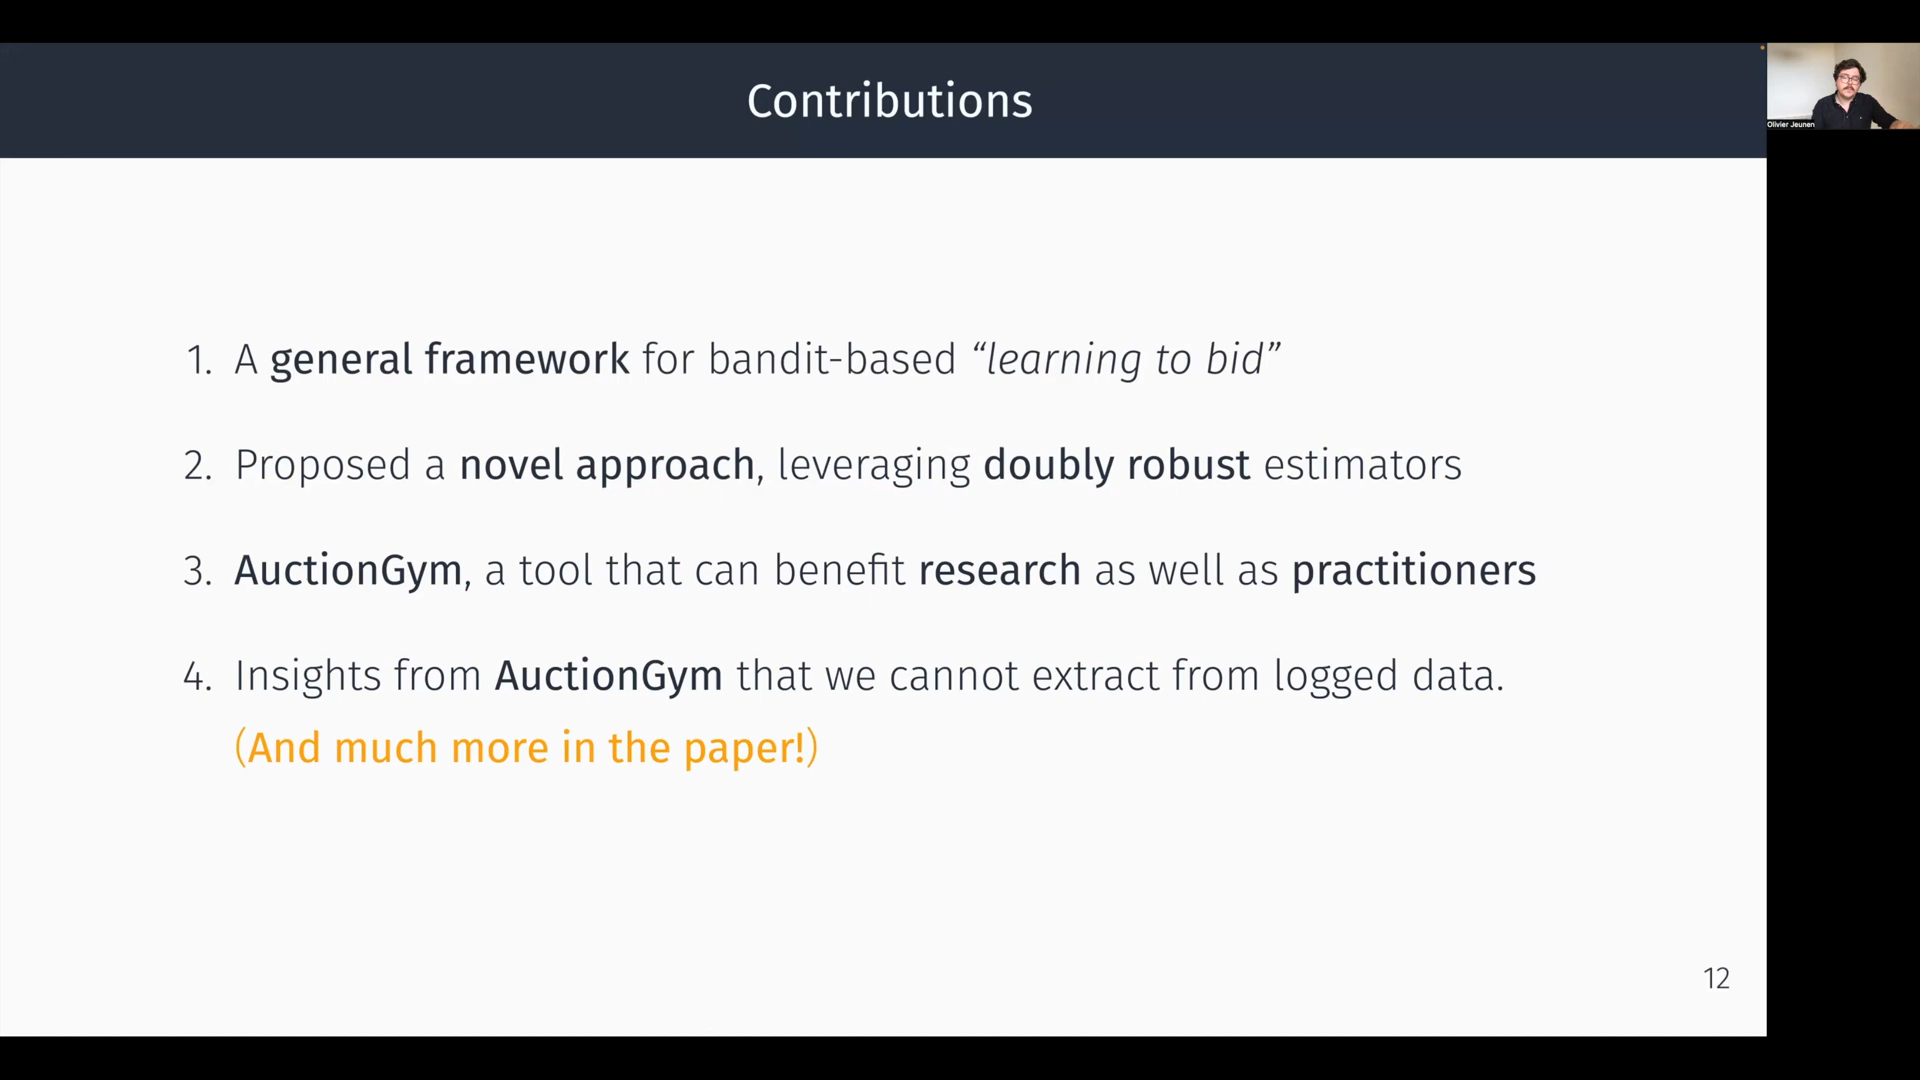 Contributions
Olivier Jeunen
1. A general framework for bandit-based “learning to bid”
2. Proposed a novel approach, leveraging doubly robust estimators
3. AuctionGym, a tool that can benefit research as well as practitioners
4. Insights from AuctionGym that we cannot extract from logged data.
(And much more in the paper!)
12